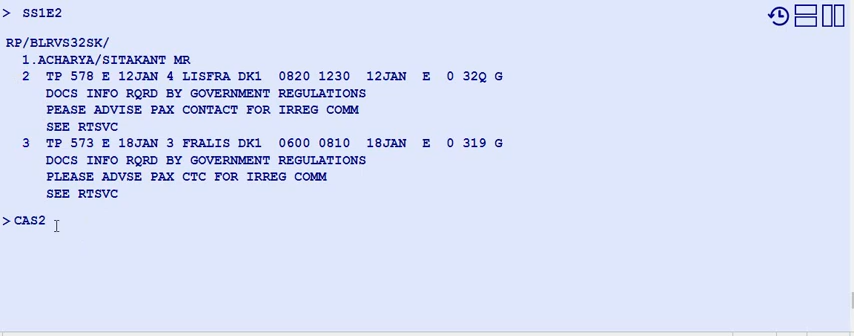 > SS1E2
RP/BLRVS32SK/
1.ACHARYA/SITAKANT MR
2 TP 578 E 12JAN 4 LISFRA DK1 0820 1230 12JAN E 0 32Q G
DOCS INFO RQRD BY GOVERNMENT REGULATIONS
PEASE ADVISE PAX CONTACT FOR IRREG COMM
SEE RTSVC
3 TP 573 E 18JAN 3 FRALIS DK1 0600 0810 18JAN E 0 319 G
DOCS INFO RQRD BY GOVERNMENT REGULATIONS
PLEASE ADVSE PAX CTC FOR IRREG COMM
SEE RTSVC
> CAS2